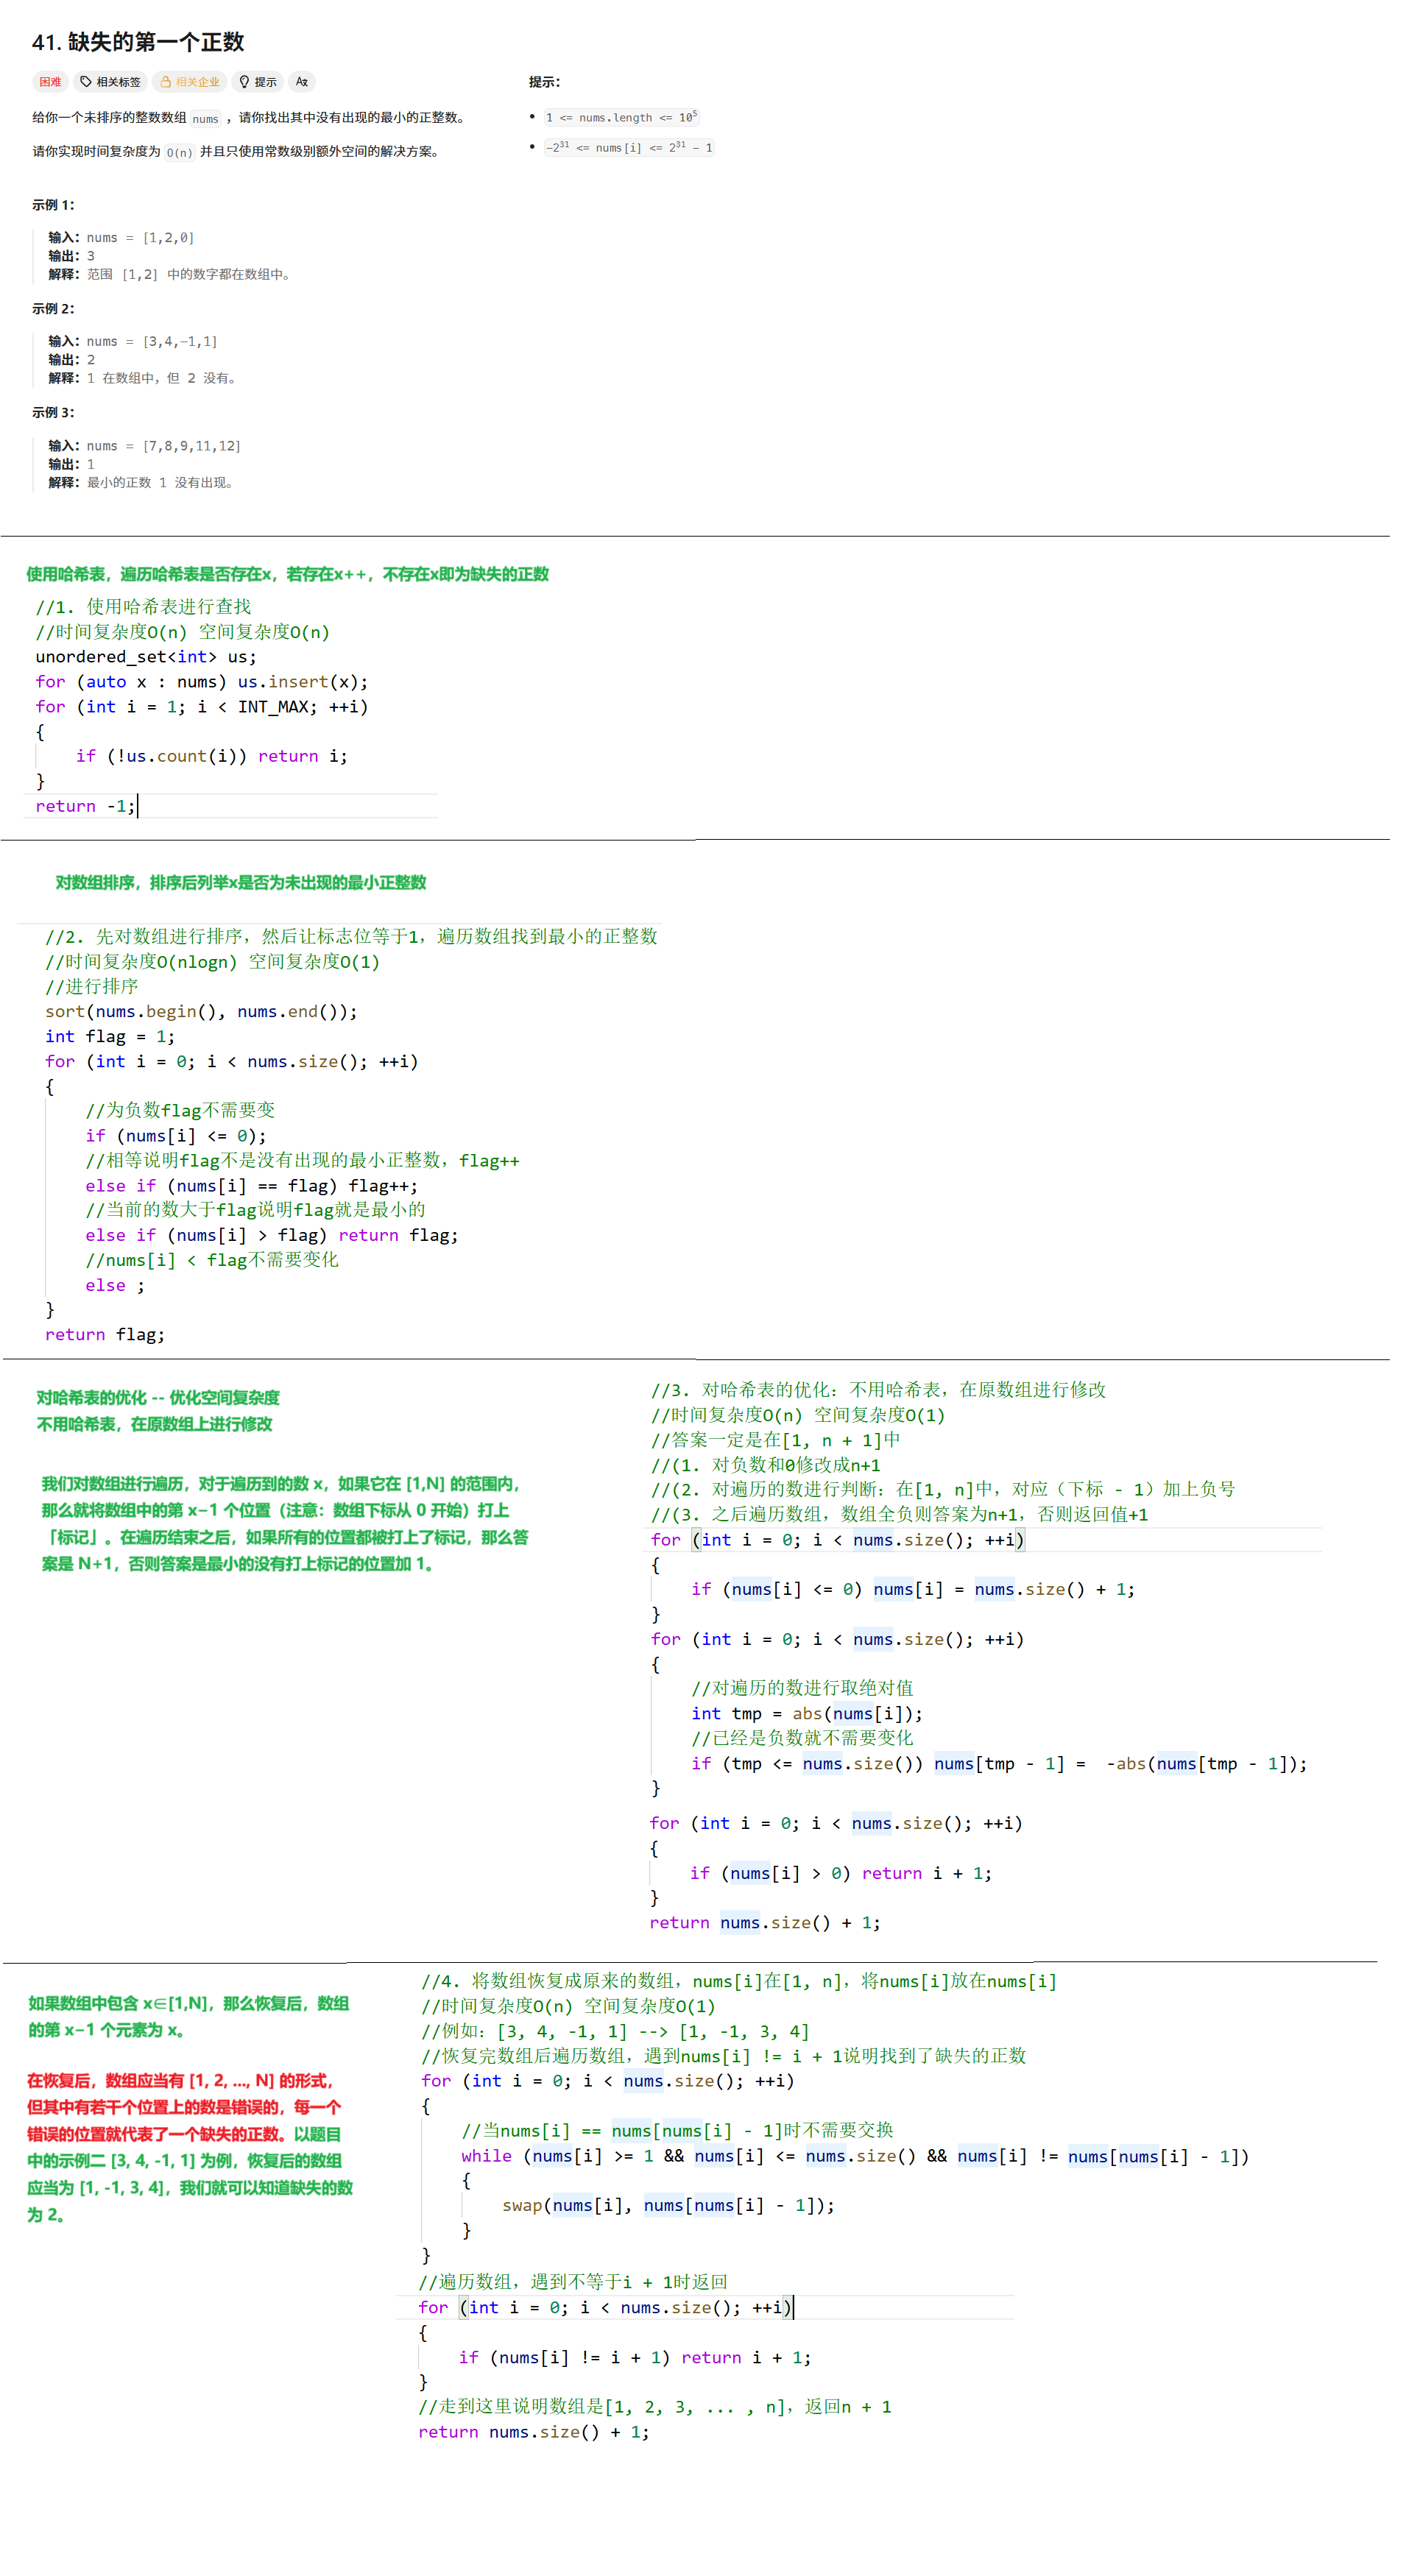 41. 缺失的第一个正数
困难 相关标签 相关企业 提示 Aₓ
给你一个未排序的整数数组 nums ，请你找出其中没有出现的最小的正整数。
请你实现时间复杂度为 O(n) 并且只使用常数级别额外空间的解决方案。
提示：
1 <= nums.length <= 10⁵
−2³¹ <= nums[i] <= 2³¹ − 1
示例 1：
输入：nums = [1,2,0]
输出：3
解释：范围 [1,2] 中的数字都在数组中。
示例 2：
输入：nums = [3,4,−1,1]
输出：2
解释：1 在数组中，但 2 没有。
示例 3：
输入：nums = [7,8,9,11,12]
输出：1
解释：最小的正数 1 没有出现。
使用哈希表，遍历哈希表是否存在x，若存在x++，不存在x即为缺失的正数
//1. 使用哈希表进行查找
//时间复杂度O(n) 空间复杂度O(n)
unordered_set<int> us;
for (auto x : nums) us.insert(x);
for (int i = 1; i < INT_MAX; ++i)
{
if (!us.count(i)) return i;
}
return -1;
对数组排序，排序后列举x是否为未出现的最小正整数
//2. 先对数组进行排序，然后让标志位等于1，遍历数组找到最小的正整数
//时间复杂度O(nlogn) 空间复杂度O(1)
//进行排序
sort(nums.begin(), nums.end());
int flag = 1;
for (int i = 0; i < nums.size(); ++i)
{
//为负数flag不需要变
if (nums[i] <= 0);
//相等说明flag不是没有出现的最小正整数，flag++
else if (nums[i] == flag) flag++;
//当前的数大于flag说明flag就是最小的
else if (nums[i] > flag) return flag;
//nums[i] < flag不需要变化
else ;
}
return flag;
对哈希表的优化 -- 优化空间复杂度
不用哈希表，在原数组上进行修改
我们对数组进行遍历，对于遍历到的数 x，如果它在 [1,N] 的范围内，
那么就将数组中的第 x−1 个位置（注意：数组下标从 0 开始）打上
「标记」。在遍历结束之后，如果所有的位置都被打上了标记，那么答
案是 N+1，否则答案是最小的没有打上标记的位置加 1。
//3. 对哈希表的优化：不用哈希表，在原数组进行修改
//时间复杂度O(n) 空间复杂度O(1)
//答案一定是在[1, n + 1]中
//(1. 对负数和0修改成n+1
//(2. 对遍历的数进行判断：在[1, n]中，对应（下标 - 1）加上负号
//(3. 之后遍历数组，数组全负则答案为n+1，否则返回值+1
for (int i = 0; i < nums.size(); ++i)
{
if (nums[i] <= 0) nums[i] = nums.size() + 1;
}
for (int i = 0; i < nums.size(); ++i)
{
//对遍历的数进行取绝对值
int tmp = abs(nums[i]);
//已经是负数就不需要变化
if (tmp <= nums.size()) nums[tmp - 1] =  -abs(nums[tmp - 1]);
}
for (int i = 0; i < nums.size(); ++i)
{
if (nums[i] > 0) return i + 1;
}
return nums.size() + 1;
如果数组中包含 x∈[1,N]，那么恢复后，数组
的第 x−1 个元素为 x。
在恢复后，数组应当有 [1, 2, ..., N] 的形式，
但其中有若干个位置上的数是错误的，每一个
错误的位置就代表了一个缺失的正数。以题目
中的示例二 [3, 4, -1, 1] 为例，恢复后的数组
应当为 [1, -1, 3, 4]，我们就可以知道缺失的数
为 2。
//4. 将数组恢复成原来的数组，nums[i]在[1, n]，将nums[i]放在nums[i]
//时间复杂度O(n) 空间复杂度O(1)
//例如：[3, 4, -1, 1] --> [1, -1, 3, 4]
//恢复完数组后遍历数组，遇到nums[i] != i + 1说明找到了缺失的正数
for (int i = 0; i < nums.size(); ++i)
{
//当nums[i] == nums[nums[i] - 1]时不需要交换
while (nums[i] >= 1 && nums[i] <= nums.size() && nums[i] != nums[nums[i] - 1])
{
swap(nums[i], nums[nums[i] - 1]);
}
}
//遍历数组，遇到不等于i + 1时返回
for (int i = 0; i < nums.size(); ++i)
{
if (nums[i] != i + 1) return i + 1;
}
//走到这里说明数组是[1, 2, 3, ... , n]，返回n + 1
return nums.size() + 1;